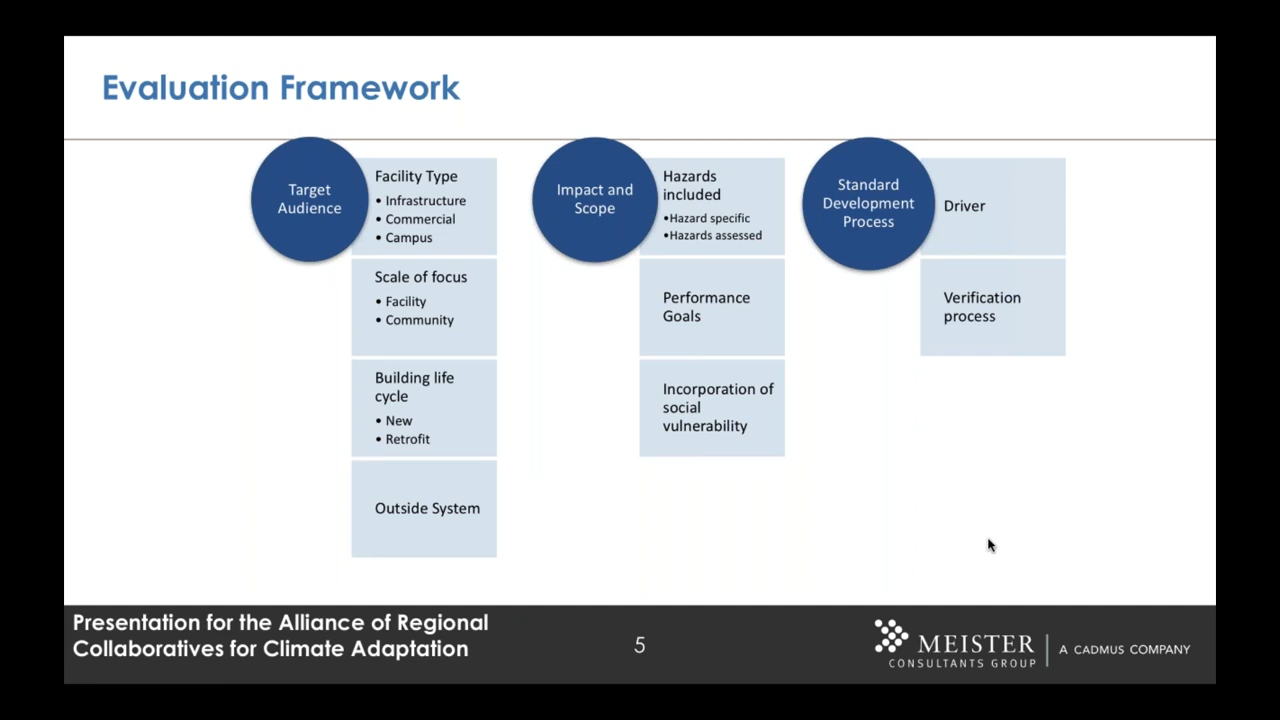 Evaluation Framework
Target
Audience
Facility Type
• Infrastructure
• Commercial
• Campus
Scale of focus
• Facility
• Community
Building life
cycle
• New
• Retrofit
Outside System
Impact and
Scope
Hazards
included
•Hazard specific
•Hazards assessed
Performance
Goals
Incorporation of
social
vulnerability
Standard
Development
Process
Driver
Verification
process
Presentation for the Alliance of Regional
Collaboratives for Climate Adaptation
5
MEISTER
CONSULTANTS GROUP
A CADMUS COMPANY